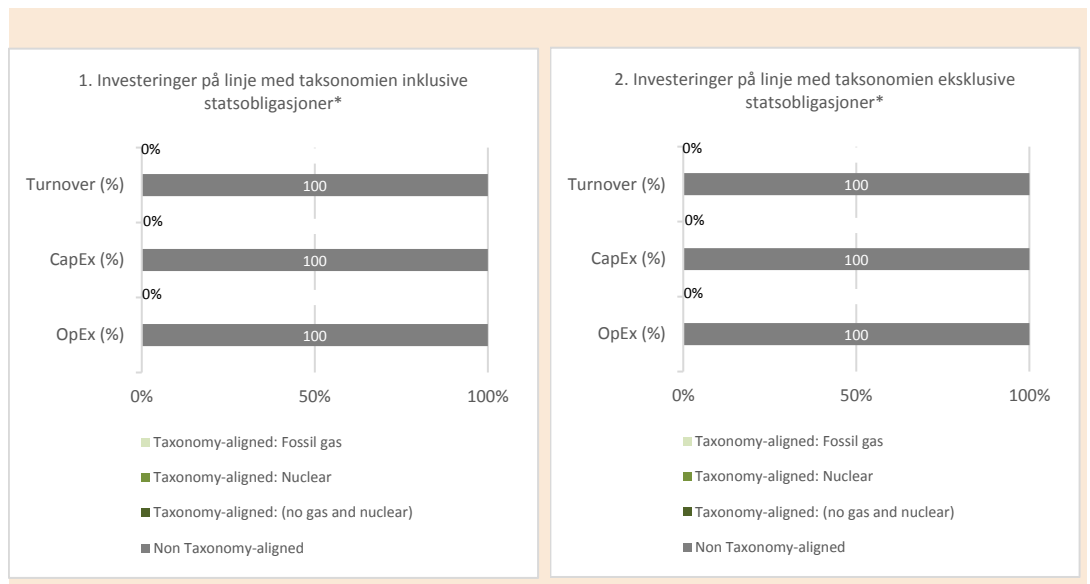 1. Investeringer på linje med taksonomien inklusive
statsobligasjoner*
0%
Turnover (%)
100
0%
CapEx (%)
100
0%
OpEx (%)
100
0%
50%
100%
Taxonomy-aligned: Fossil gas
Taxonomy-aligned: Nuclear
Taxonomy-aligned: (no gas and nuclear)
Non Taxonomy-aligned
2. Investeringer på linje med taksonomien eksklusive
statsobligasjoner*
0%
Turnover (%)
100
0%
CapEx (%)
100
0%
OpEx (%)
100
0%
50%
100%
Taxonomy-aligned: Fossil gas
Taxonomy-aligned: Nuclear
Taxonomy-aligned: (no gas and nuclear)
Non Taxonomy-aligned